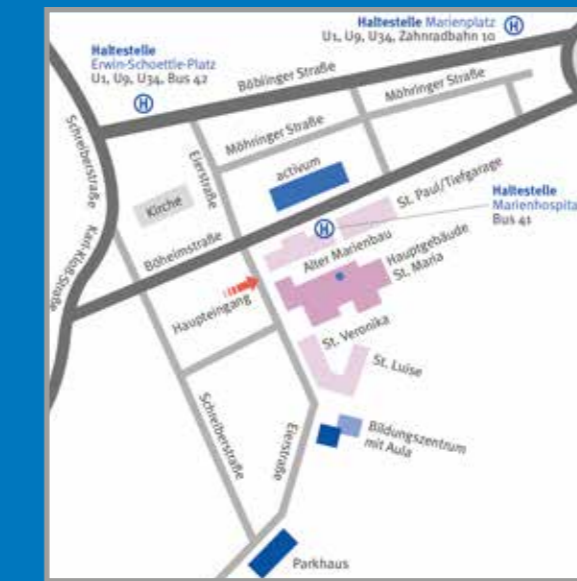 Haltestelle Marienplatz
U1, U9, U34, Zahnradbahn 10
Haltestelle
Erwin-Schoettle-Platz
U1, U9, U34, Bus 42
H
H
Böblinger Straße
Möhringer Straße
Möhringer Straße
Schreiberstraße
Karl-Kloß-Straße
Eierstraße
activum
Kirche
St. Paul/Tiefgarage
Haltestelle
Marienhospital
Bus 41
H
Böheimstraße
Alter Marienbau
Hauptgebäude
St. Maria
Haupteingang
St. Veronika
St. Luise
Schreiberstraße
Eierstraße
Bildungszentrum
mit Aula
Parkhaus